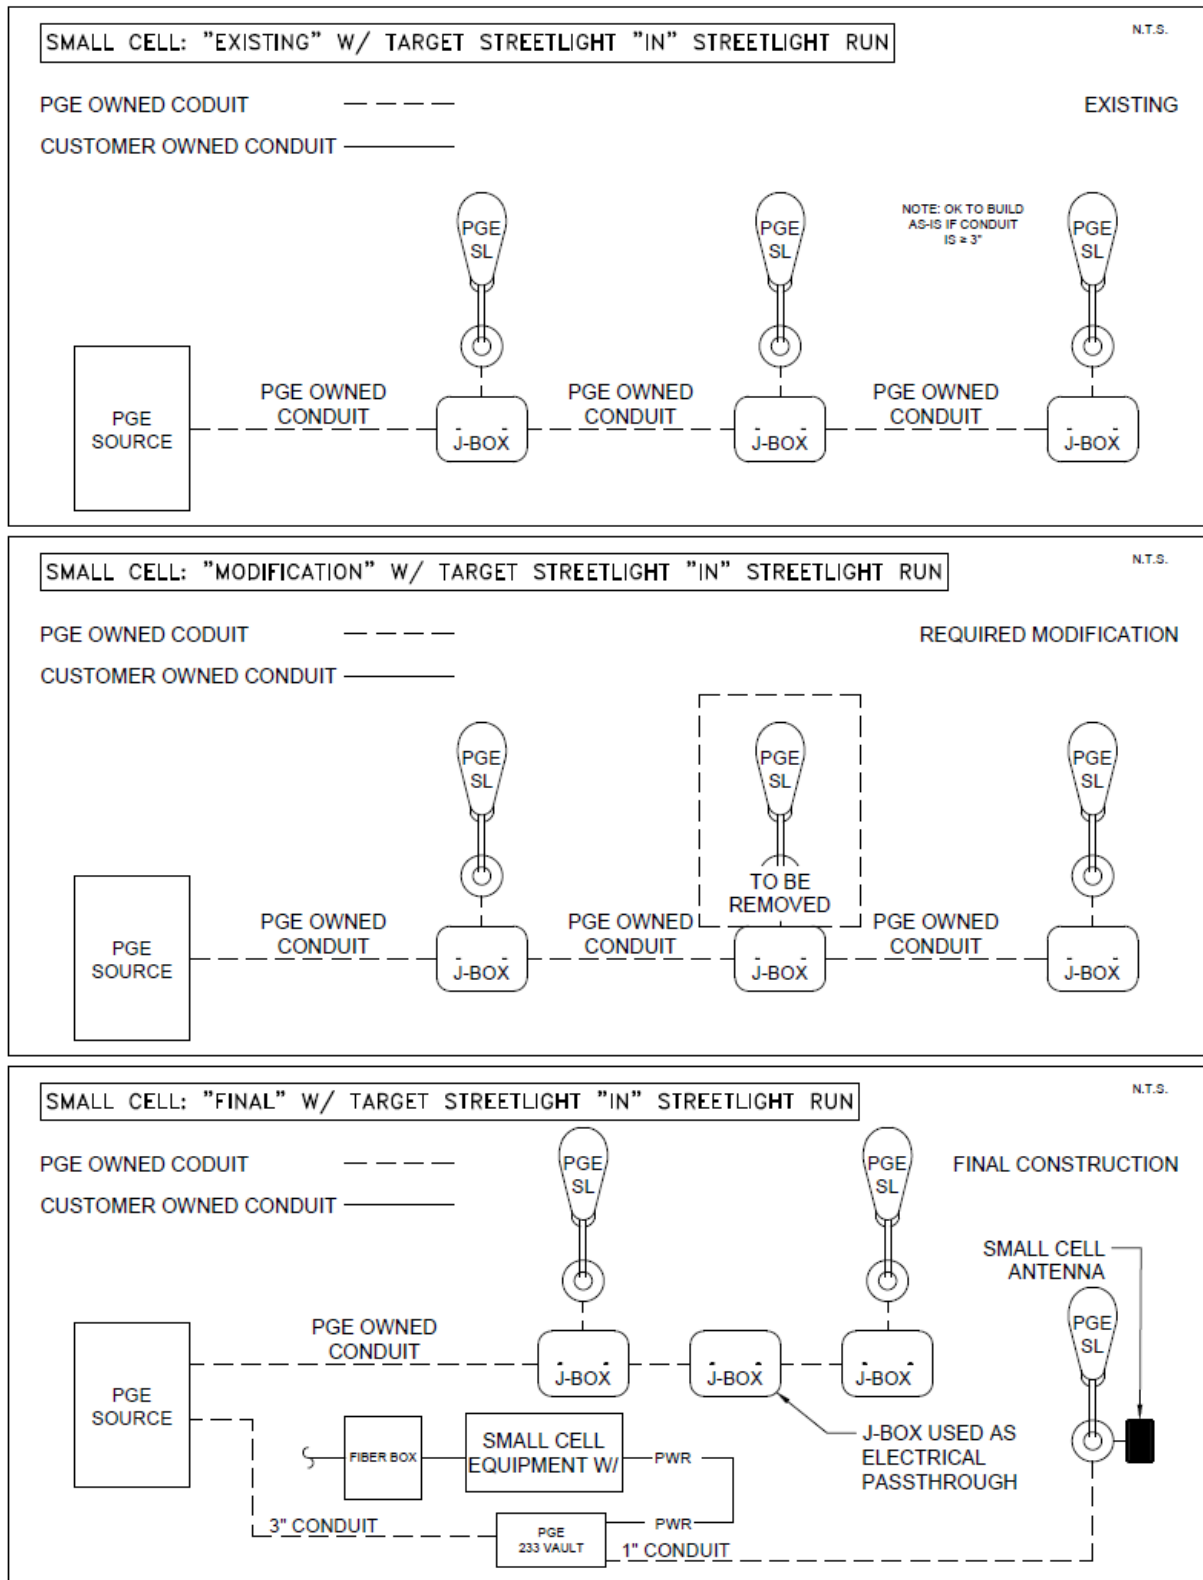 SMALL CELL: "EXISTING" W/ TARGET STREETLIGHT "IN" STREETLIGHT RUN
N.T.S.
PGE OWNED CODUIT
EXISTING
CUSTOMER OWNED CONDUIT
PGE
SL
PGE
SL
NOTE: OK TO BUILD
AS-IS IF CONDUIT
IS ≥ 3"
PGE
SL
PGE
SOURCE
PGE OWNED
CONDUIT
J-BOX
PGE OWNED
CONDUIT
J-BOX
PGE OWNED
CONDUIT
J-BOX
SMALL CELL: "MODIFICATION" W/ TARGET STREETLIGHT "IN" STREETLIGHT RUN
N.T.S.
PGE OWNED CODUIT
REQUIRED MODIFICATION
CUSTOMER OWNED CONDUIT
PGE
SL
PGE
SL
TO BE
REMOVED
PGE
SL
PGE
SOURCE
PGE OWNED
CONDUIT
J-BOX
PGE OWNED
CONDUIT
J-BOX
PGE OWNED
CONDUIT
J-BOX
SMALL CELL: "FINAL" W/ TARGET STREETLIGHT "IN" STREETLIGHT RUN
N.T.S.
PGE OWNED CODUIT
FINAL CONSTRUCTION
CUSTOMER OWNED CONDUIT
PGE
SL
PGE
SL
SMALL CELL
ANTENNA
PGE
SL
PGE OWNED
CONDUIT
J-BOX
J-BOX
J-BOX
PGE
SOURCE
J-BOX USED AS
ELECTRICAL
PASSTHROUGH
FIBER BOX
SMALL CELL
EQUIPMENT W/
PWR
3" CONDUIT
PGE
233 VAULT
PWR
1" CONDUIT